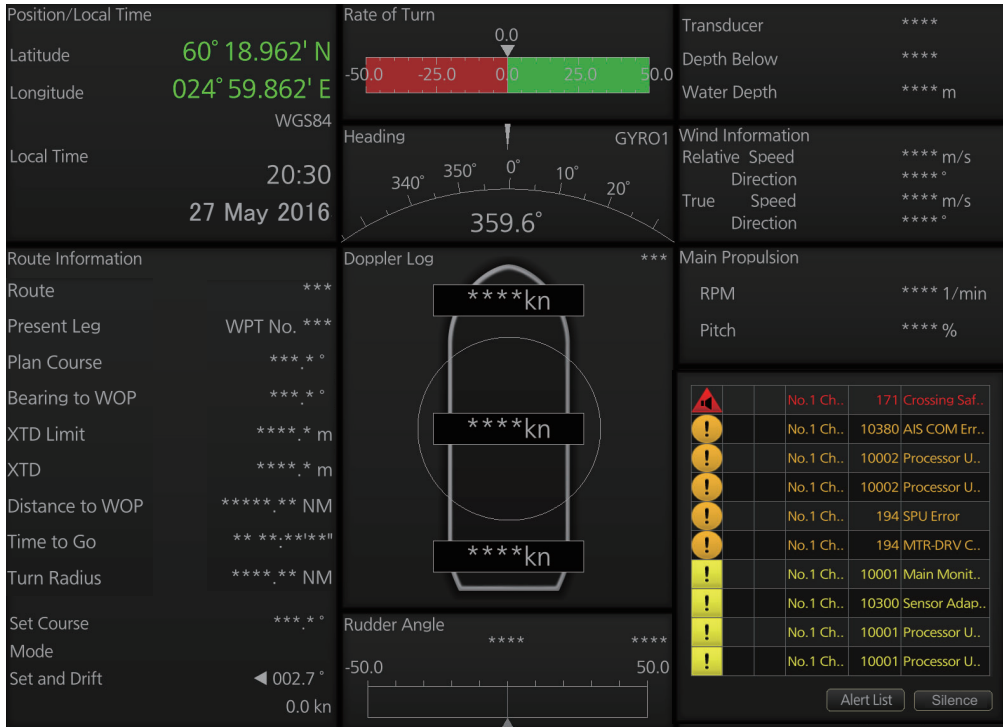 Position/Local Time
Latitude 60° 18.962' N
Longitude 024° 59.862' E
WGS84
Local Time
20:30
27 May 2016
Rate of Turn
0.0
-50.0 -25.0 0.0 25.0 50.0
Heading GYRO1
340° 350° 0° 10° 20°
359.6°
Transducer ****
Depth Below ****
Water Depth **** m
Wind Information
Relative Speed **** m/s
Direction **** °
True Speed **** m/s
Direction **** °
Route Information
Route ***
Present Leg WPT No. ***
Plan Course ***.* °
Bearing to WOP ***.* °
XTD Limit ****.* m
XTD ****.* m
Distance to WOP *****.** NM
Time to Go ** **:**'**"
Turn Radius ****.** NM
Set Course ***.* °
Mode
Set and Drift ◀ 002.7 °
0.0 kn
Doppler Log ***
****kn
****kn
****kn
Rudder Angle
**** ****
-50.0 50.0
Main Propulsion
RPM **** 1/min
Pitch **** %
No.1 Ch.. 171 Crossing Saf..
! No.1 Ch.. 10380 AIS COM Err..
! No.1 Ch.. 10002 Processor U..
! No.1 Ch.. 10002 Processor U..
! No.1 Ch.. 194 SPU Error
! No.1 Ch.. 194 MTR-DRV C..
! No.1 Ch.. 10001 Main Monit..
! No.1 Ch.. 10300 Sensor Adap..
! No.1 Ch.. 10001 Processor U..
! No.1 Ch.. 10001 Processor U..
Alert List Silence